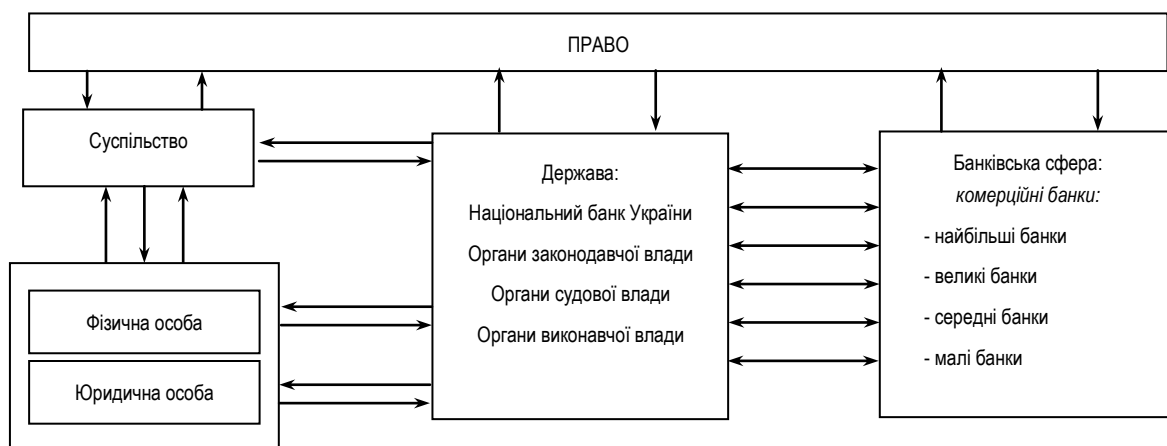 ПРАВО
Суспільство
Фізична особа
Юридична особа
Держава:
Національний банк України
Органи законодавчої влади
Органи судової влади
Органи виконавчої влади
Банківська сфера:
комерційні банки:
- найбільші банки
- великі банки
- середні банки
- малі банки